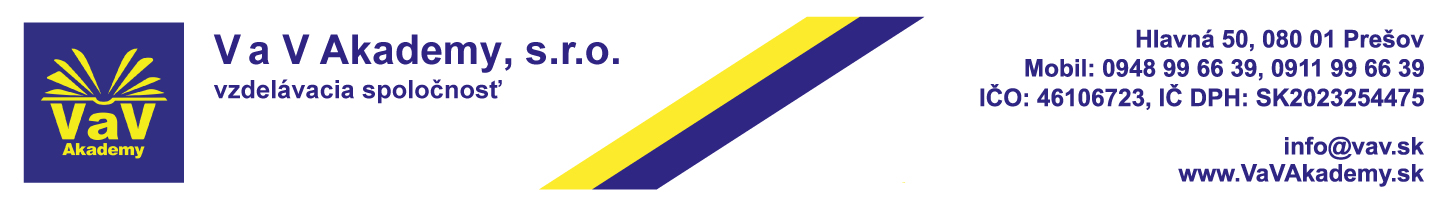 VaV
Akademy
V a V Akademy, s.r.o.
vzdelávacia spoločnosť
Hlavná 50, 080 01 Prešov
Mobil: 0948 99 66 39, 0911 99 66 39
IČO: 46106723, IČ DPH: SK2023254475
info@vav.sk
www.VaVAkademy.sk